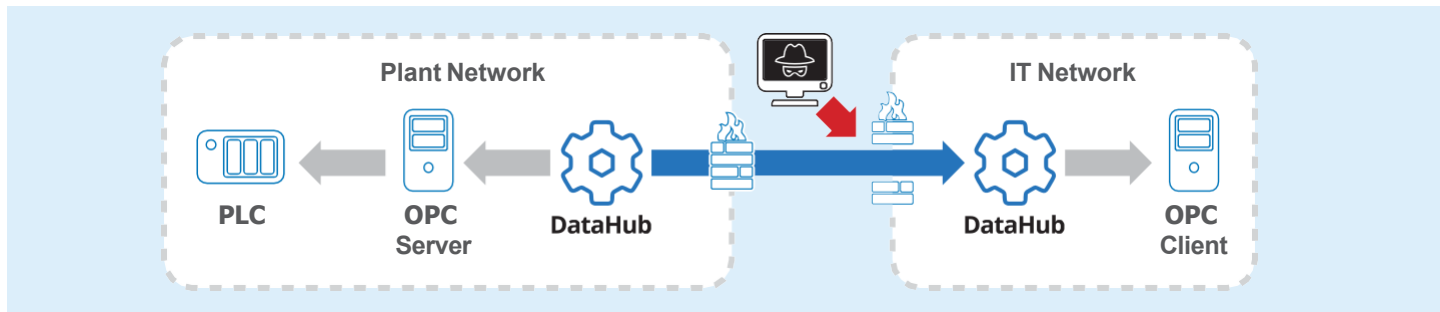 Plant Network
IT Network
PLC
OPC
Server
DataHub
DataHub
OPC
Client